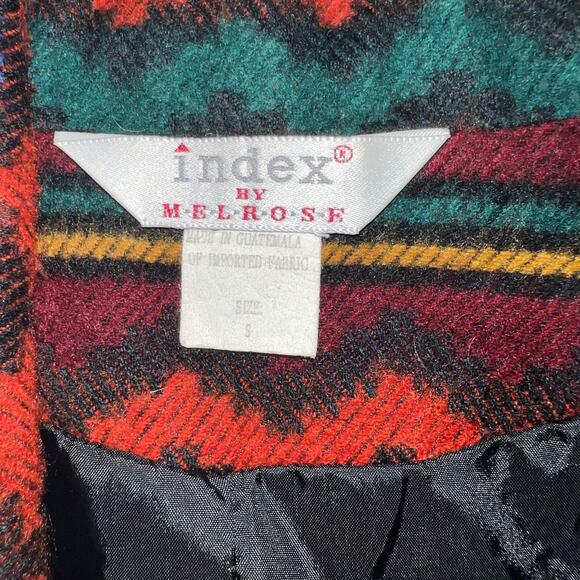 index®
BY
M·E·L·R·O·S·E
MADE IN GUATEMALA
OF IMPORTED FABRIC
SIZE:
S